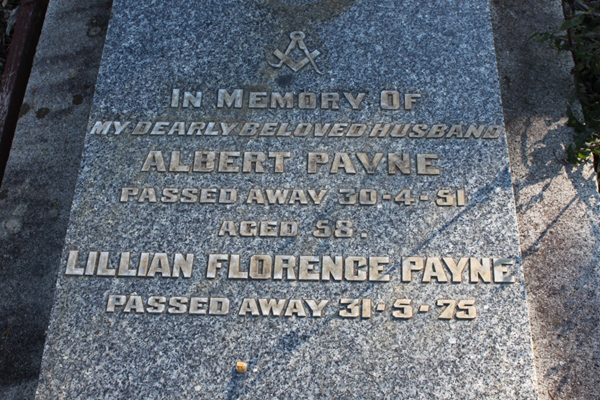 IN MEMORY OF
MY DEARLY BELOVED HUSBAND
ALBERT PAYNE
PASSED AWAY 30-4-51
AGED 58.
LILLIAN FLORENCE PAYNE
PASSED AWAY 31-5-75